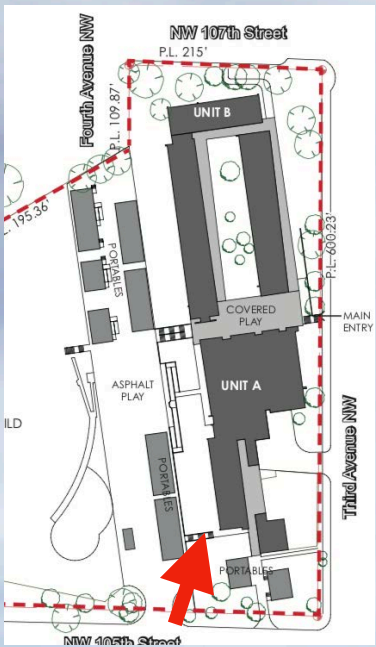 NW 107th Street
P.L. 215'
Fourth Avenue NW
P.L. 109.87'
UNIT B
195.36'
PORTABLES
P.L. 600.23'
COVERED
PLAY
MAIN
ENTRY
ASPHALT
PLAY
UNIT A
ILD
PORTABLES
Third Avenue NW
PORTABLES
NW 105th Street